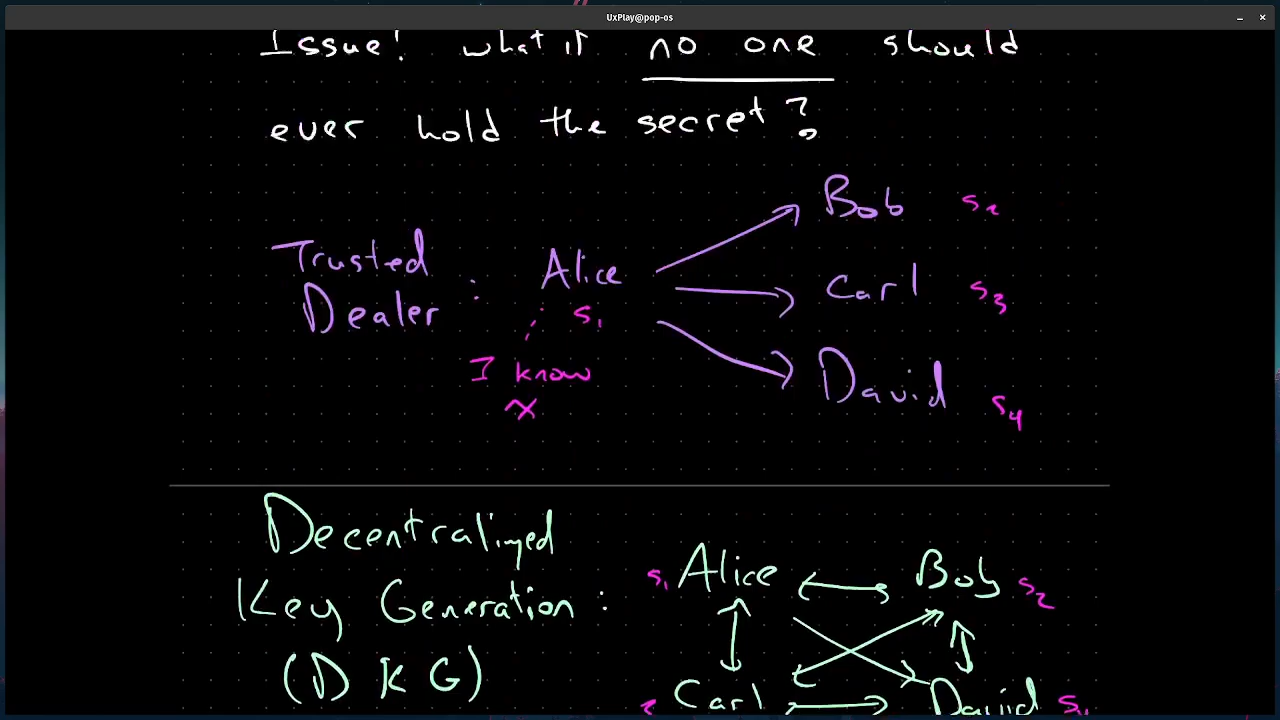 UxPlay@pop-os
Issue! what if no one should
ever hold the secret?
Trusted Dealer : Alice s1
I know x
Bob s2
Carl s3
David s4
Decentralized
Key Generation :
(DKG)
s1 Alice Bob s2
Carl David